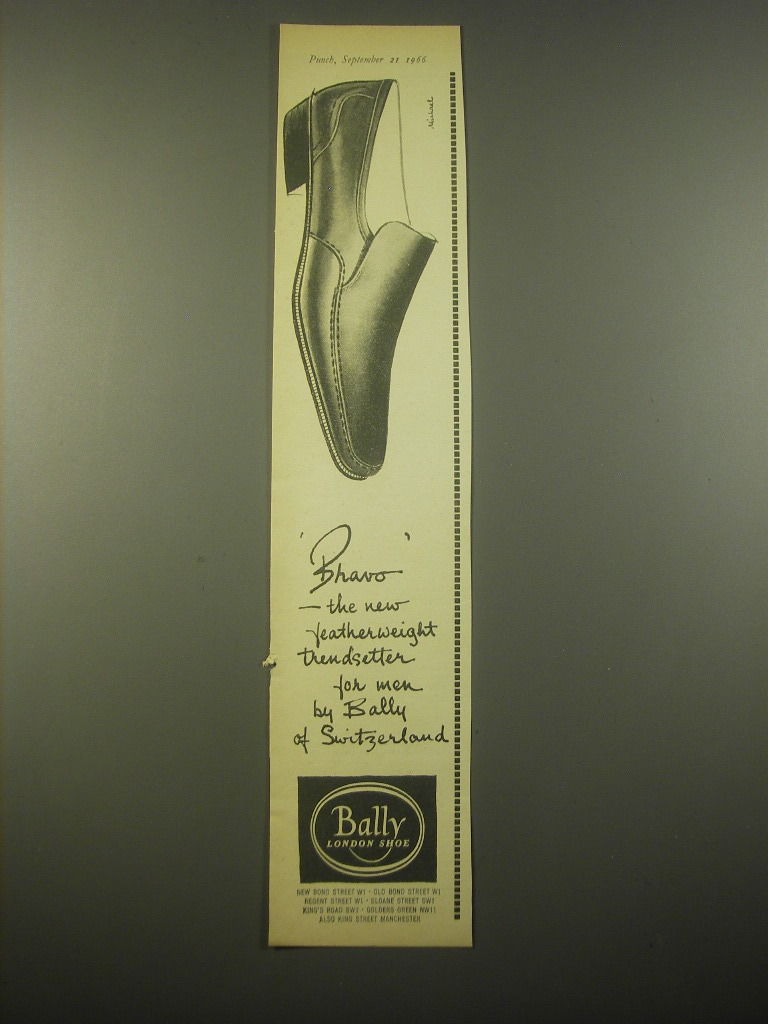 Punch, September 21 1966
Michael
'Bravo'
— the new
featherweight
trendsetter
for men
by Bally
of Switzerland
Bally
LONDON SHOE
NEW BOND STREET W1 · OLD BOND STREET W1
REGENT STREET W1 · SLOANE STREET SW1
KING'S ROAD SW3 · GOLDERS GREEN NW11
ALSO KING STREET MANCHESTER